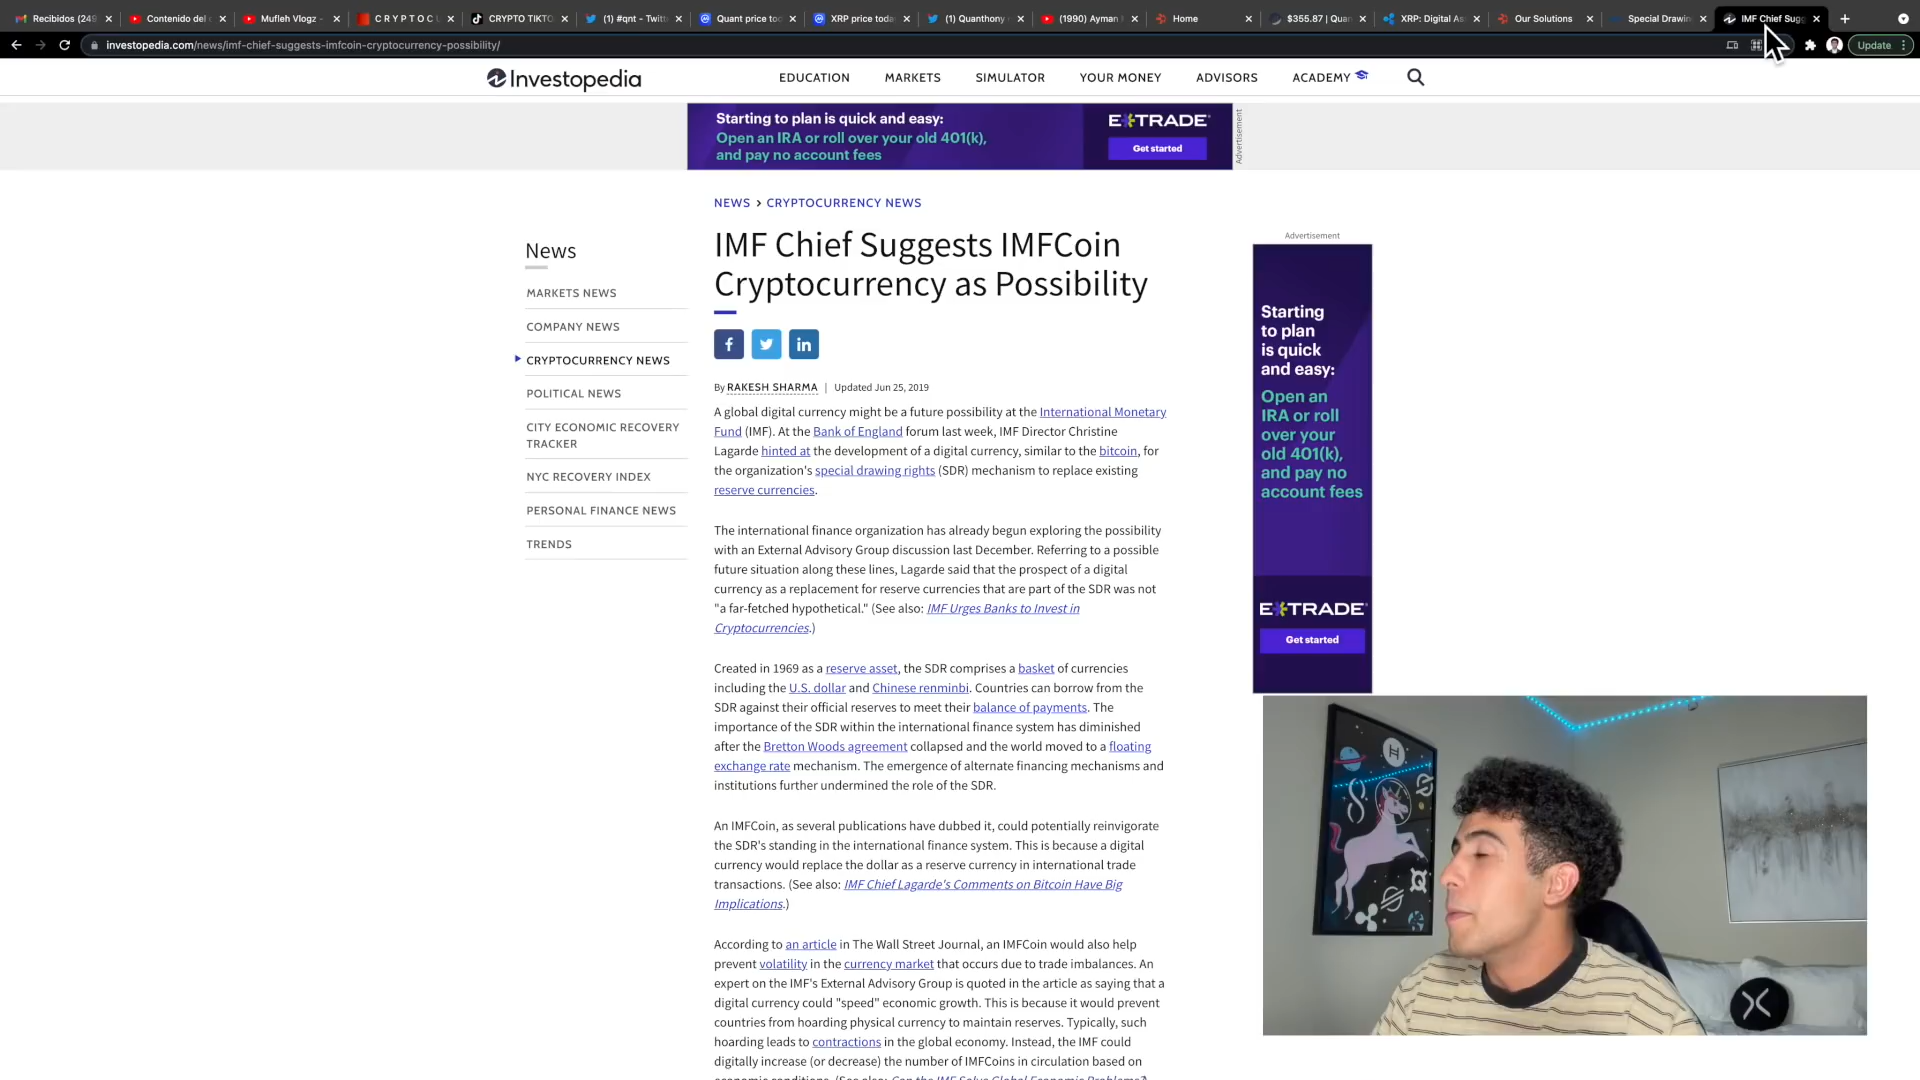 Recibidos (249
Contenido del
Mufleh Vlogz -
C R Y P T O C U
CRYPTO TIKTO
(1) #qnt - Twitt
Quant price tod
XRP price toda
(1) Quanthony
(1990) Ayman M
Home
$355.87 | Quan
XRP: Digital As
Our Solutions
Special Drawin
IMF Chief Sugg
investopedia.com/news/imf-chief-suggests-imfcoin-cryptocurrency-possibility/
Update
Investopedia
EDUCATION
MARKETS
SIMULATOR
YOUR MONEY
ADVISORS
ACADEMY
Starting to plan is quick and easy:
Open an IRA or roll over your old 401(k),
and pay no account fees
E*TRADE
Get started
Advertisement
NEWS > CRYPTOCURRENCY NEWS
IMF Chief Suggests IMFCoin
Cryptocurrency as Possibility
News
MARKETS NEWS
COMPANY NEWS
CRYPTOCURRENCY NEWS
POLITICAL NEWS
CITY ECONOMIC RECOVERY
TRACKER
NYC RECOVERY INDEX
PERSONAL FINANCE NEWS
TRENDS
By RAKESH SHARMA | Updated Jun 25, 2019
A global digital currency might be a future possibility at the International Monetary
Fund (IMF). At the Bank of England forum last week, IMF Director Christine
Lagarde hinted at the development of a digital currency, similar to the bitcoin, for
the organization's special drawing rights (SDR) mechanism to replace existing
reserve currencies.
The international finance organization has already begun exploring the possibility
with an External Advisory Group discussion last December. Referring to a possible
future situation along these lines, Lagarde said that the prospect of a digital
currency as a replacement for reserve currencies that are part of the SDR was not
"a far-fetched hypothetical." (See also: IMF Urges Banks to Invest in
Cryptocurrencies.)
Created in 1969 as a reserve asset, the SDR comprises a basket of currencies
including the U.S. dollar and Chinese renminbi. Countries can borrow from the
SDR against their official reserves to meet their balance of payments. The
importance of the SDR within the international finance system has diminished
after the Bretton Woods agreement collapsed and the world moved to a floating
exchange rate mechanism. The emergence of alternate financing mechanisms and
institutions further undermined the role of the SDR.
An IMFCoin, as several publications have dubbed it, could potentially reinvigorate
the SDR's standing in the international finance system. This is because a digital
currency would replace the dollar as a reserve currency in international trade
transactions. (See also: IMF Chief Lagarde's Comments on Bitcoin Have Big
Implications.)
According to an article in The Wall Street Journal, an IMFCoin would also help
prevent volatility in the currency market that occurs due to trade imbalances. An
expert on the IMF's External Advisory Group is quoted in the article as saying that a
digital currency could "speed" economic growth. This is because it would prevent
countries from hoarding physical currency to maintain reserves. Typically, such
hoarding leads to contractions in the global economy. Instead, the IMF could
digitally increase (or decrease) the number of IMFCoins in circulation based on
economic conditions. (See also: Can the IMF Solve Global Economic Problems?)
Advertisement
Starting
to plan
is quick
and easy:
Open an
IRA or roll
over your
old 401(k),
and pay no
account fees
E*TRADE
Get started